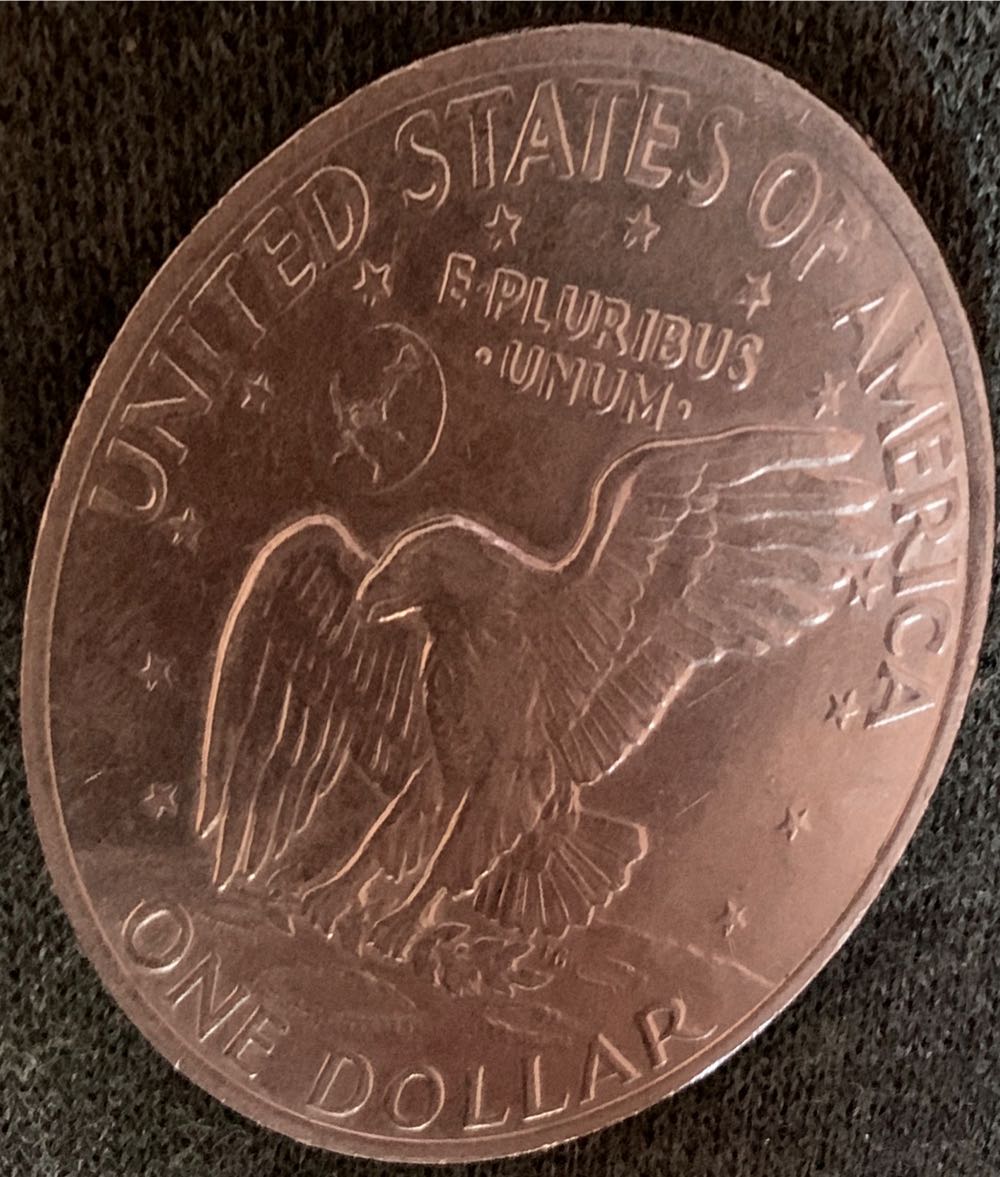 UNITED STATES OF AMERICA
E·PLURIBUS
·UNUM·
ONE DOLLAR